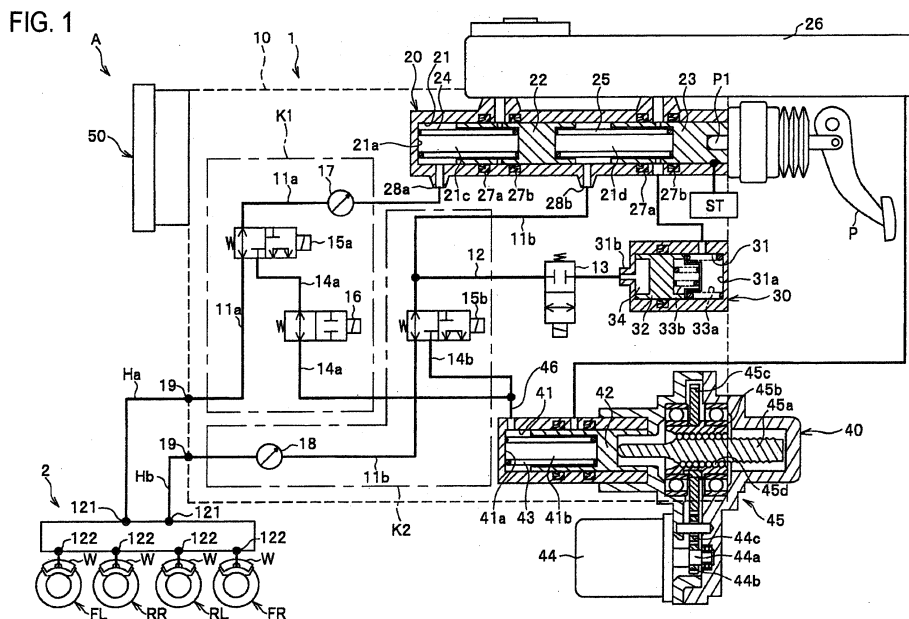 FIG. 1
A
10
1
26
20
21
24
22
25
23
P1
50
K1
21a
28a
21c
27a
27b
28b
21d
27a
27b
ST
P
17
11a
11b
W
15a
12
13
31b
31
31a
30
14a
16
15b
34
32
33b
33a
11a
W
W
14b
14a
46
45c
45b
45a
Ha
19
41
42
40
18
19
Hb
11b
2
121
121
K2
41a
43
41b
45d
45
44
44c
44a
44b
122
122
122
122
W
W
W
W
FL
RR
RL
FR